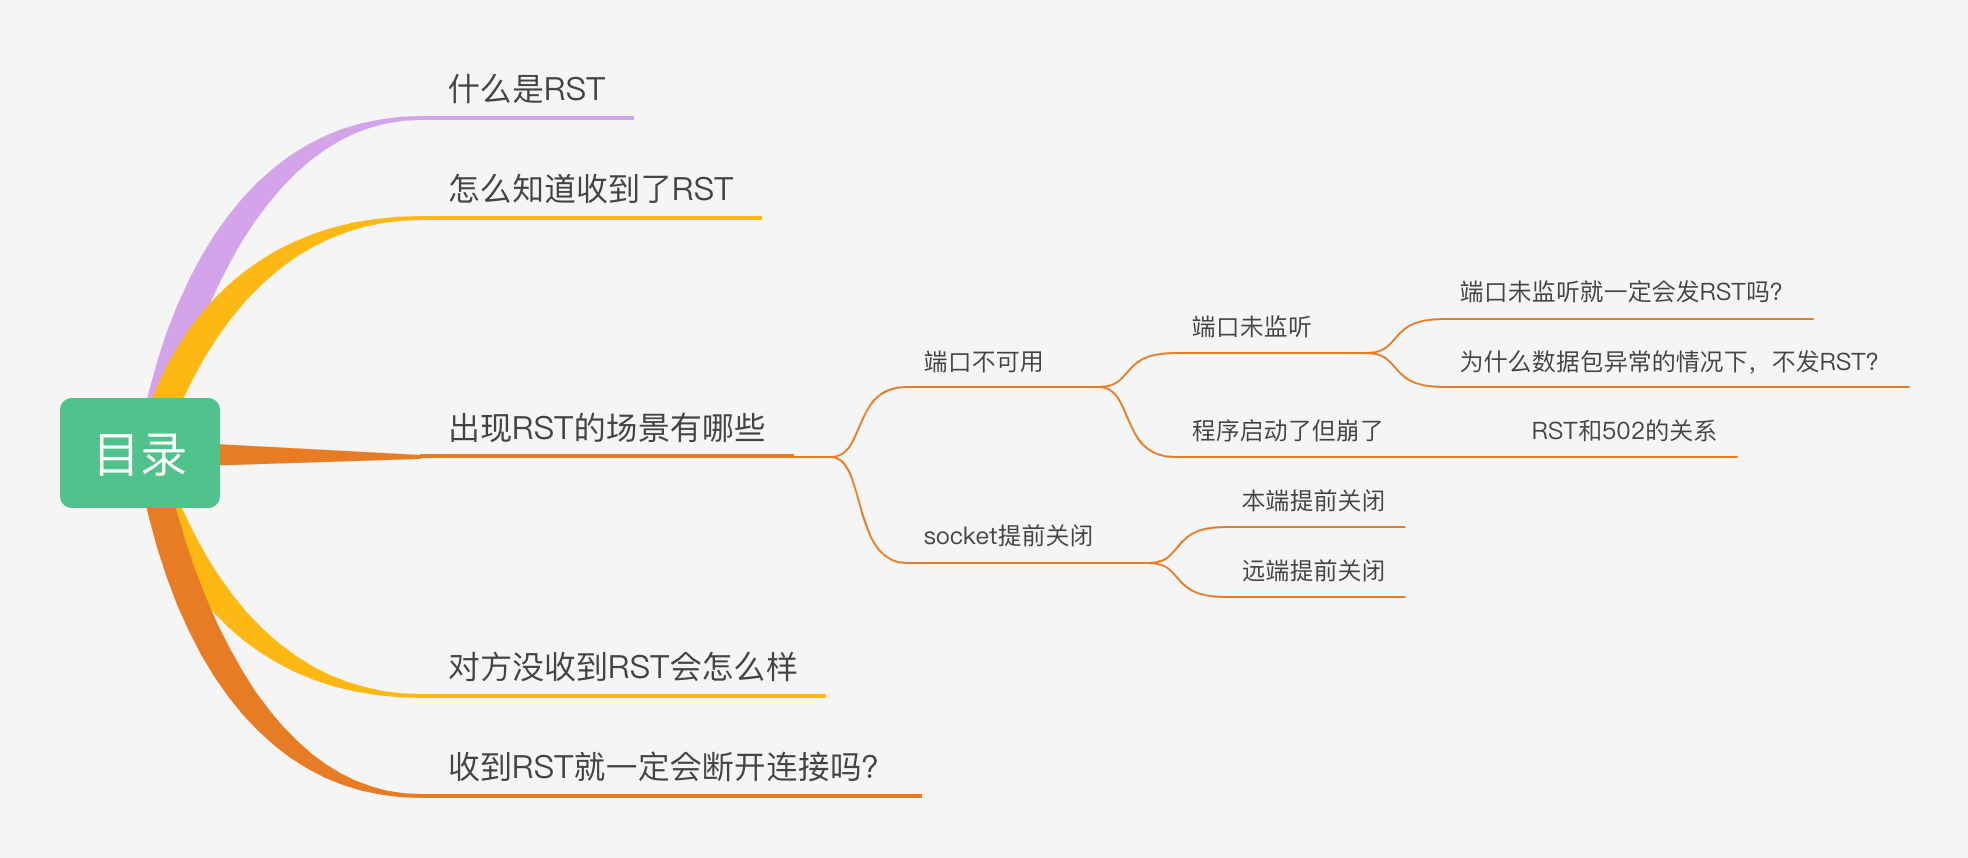 目录
什么是RST
怎么知道收到了RST
出现RST的场景有哪些
端口不可用
端口未监听
端口未监听就一定会发RST吗？
为什么数据包异常的情况下，不发RST？
程序启动了但崩了
RST和502的关系
socket提前关闭
本端提前关闭
远端提前关闭
对方没收到RST会怎么样
收到RST就一定会断开连接吗？